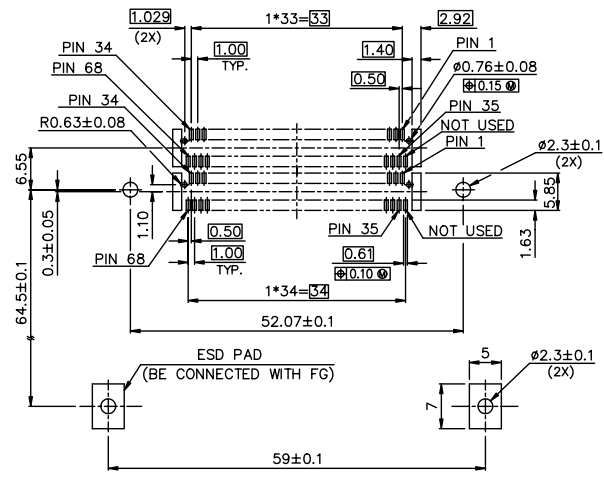 1.029
(2X)
1*33=33
2.92
PIN 34
1.00
TYP.
1.40
PIN 1
PIN 68
0.50
ø0.76±0.08
⌖ 0.15 Ⓜ
PIN 34
PIN 35
R0.63±0.08
NOT USED
PIN 1
ø2.3±0.1
(2X)
6.55
5.85
0.3±0.05
1.10
0.50
PIN 35
NOT USED
1.63
PIN 68
1.00
TYP.
0.61
⌖ 0.10 Ⓜ
64.5±0.1
1*34=34
52.07±0.1
ESD PAD
(BE CONNECTED WITH FG)
5
ø2.3±0.1
(2X)
7
59±0.1